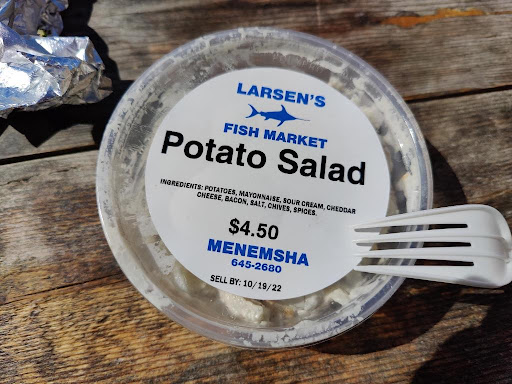 LARSEN'S
FISH MARKET
Potato Salad
INGREDIENTS: POTATOES, MAYONNAISE, SOUR CREAM, CHEDDAR
CHEESE, BACON, SALT, CHIVES, SPICES.
$4.50
MENEMSHA
645-2680
SELL BY: 10/19/22